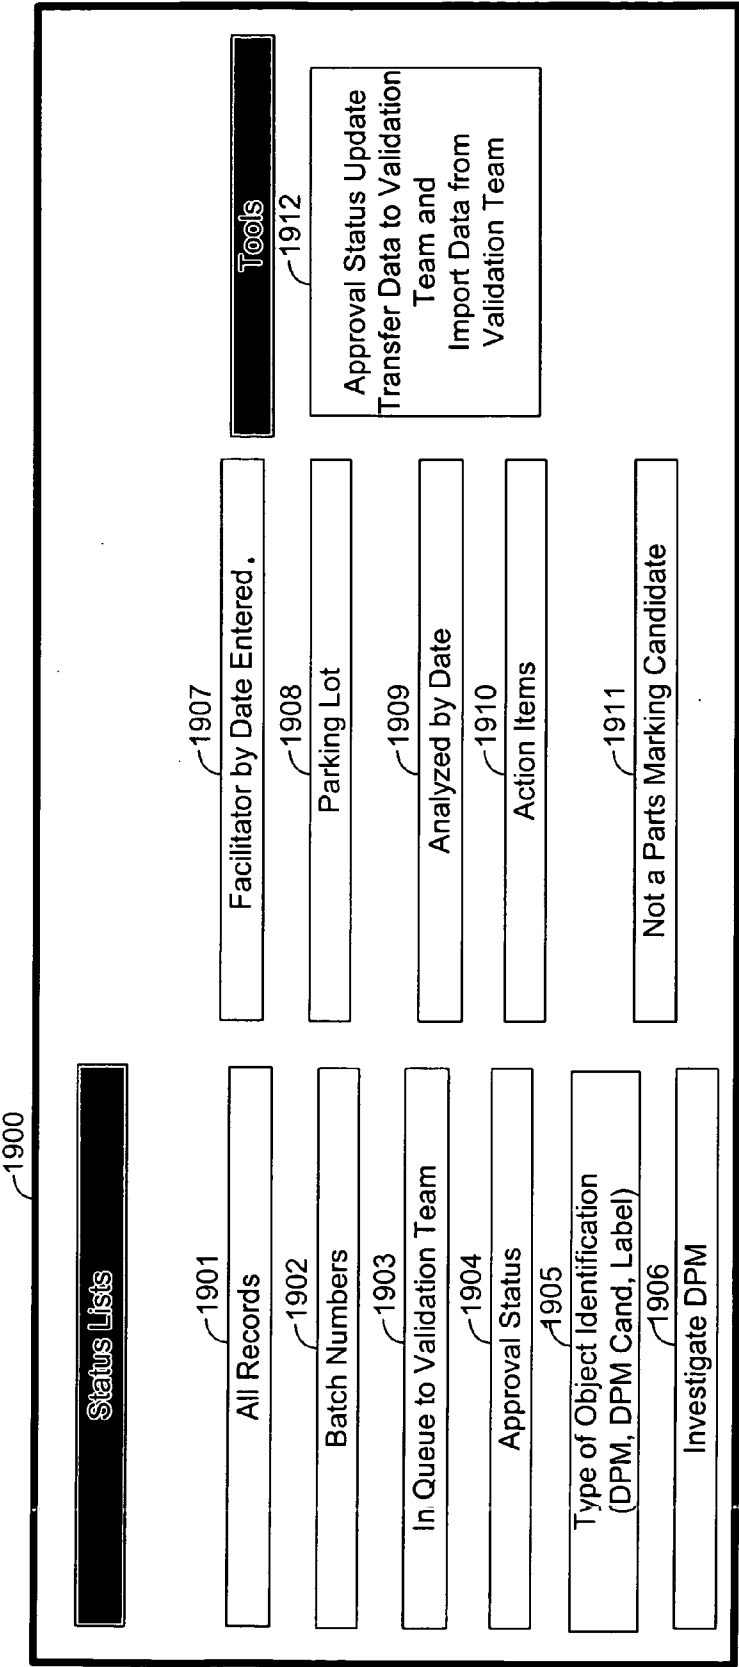 1900
Status Lists
1901
All Records
1902
Batch Numbers
1903
In Queue to Validation Team
1904
Approval Status
1905
Type of Object Identification
(DPM, DPM Cand, Label)
1906
Investigate DPM
1907
Facilitator by Date Entered.
1908
Parking Lot
1909
Analyzed by Date
1910
Action Items
1911
Not a Parts Marking Candidate
Tools
1912
Approval Status Update
Transfer Data to Validation
Team and
Import Data from
Validation Team